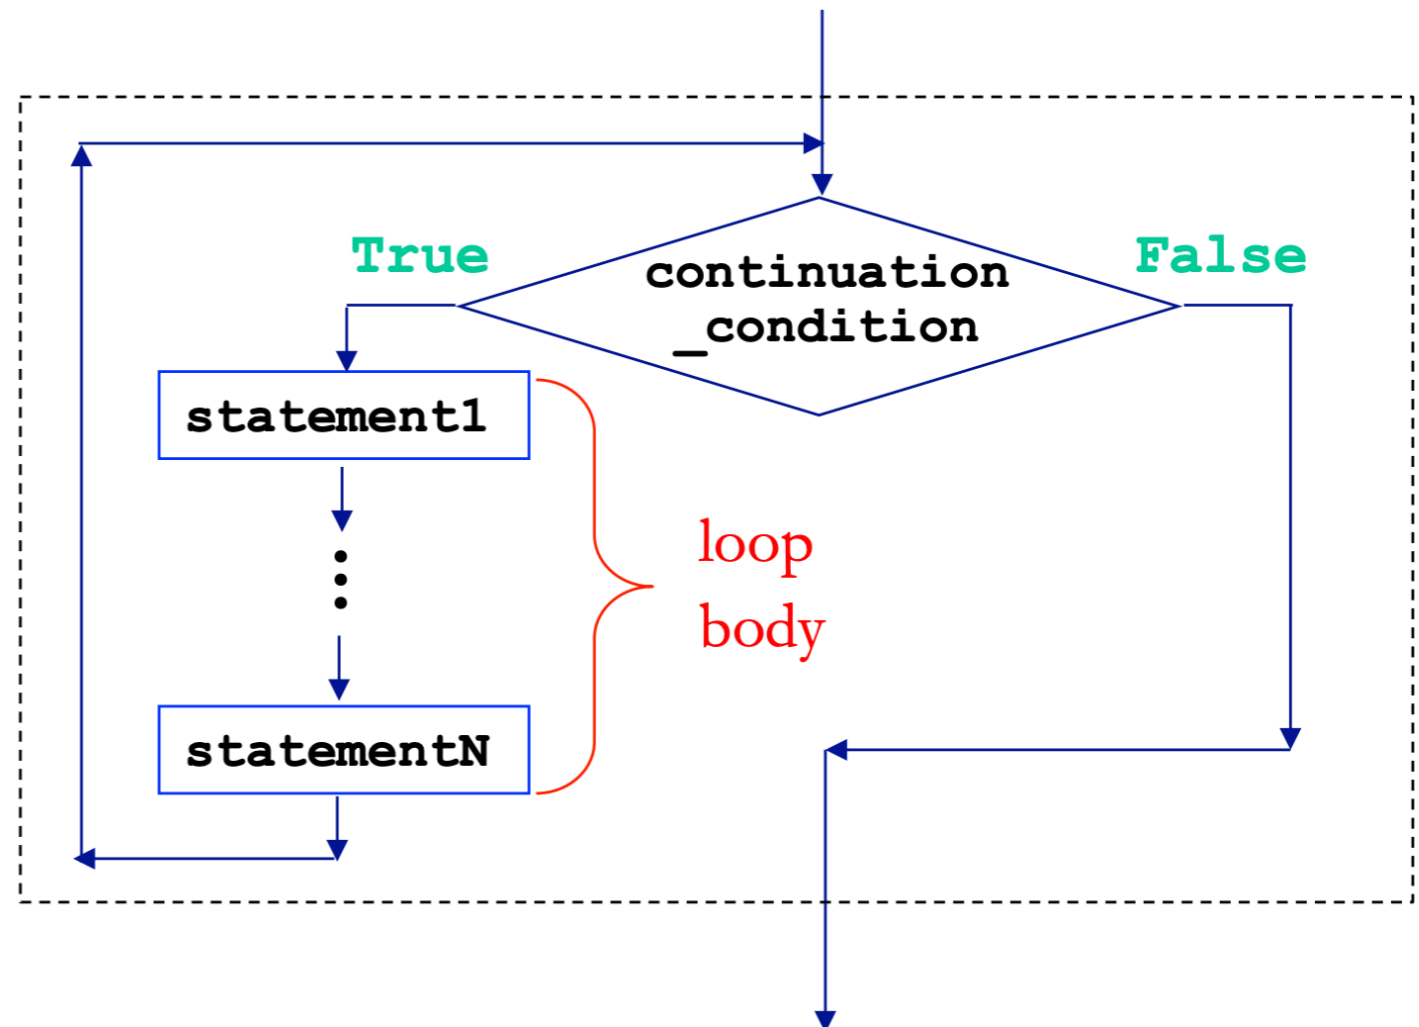 True
False
continuation
_condition
statement1
loop
body
statementN